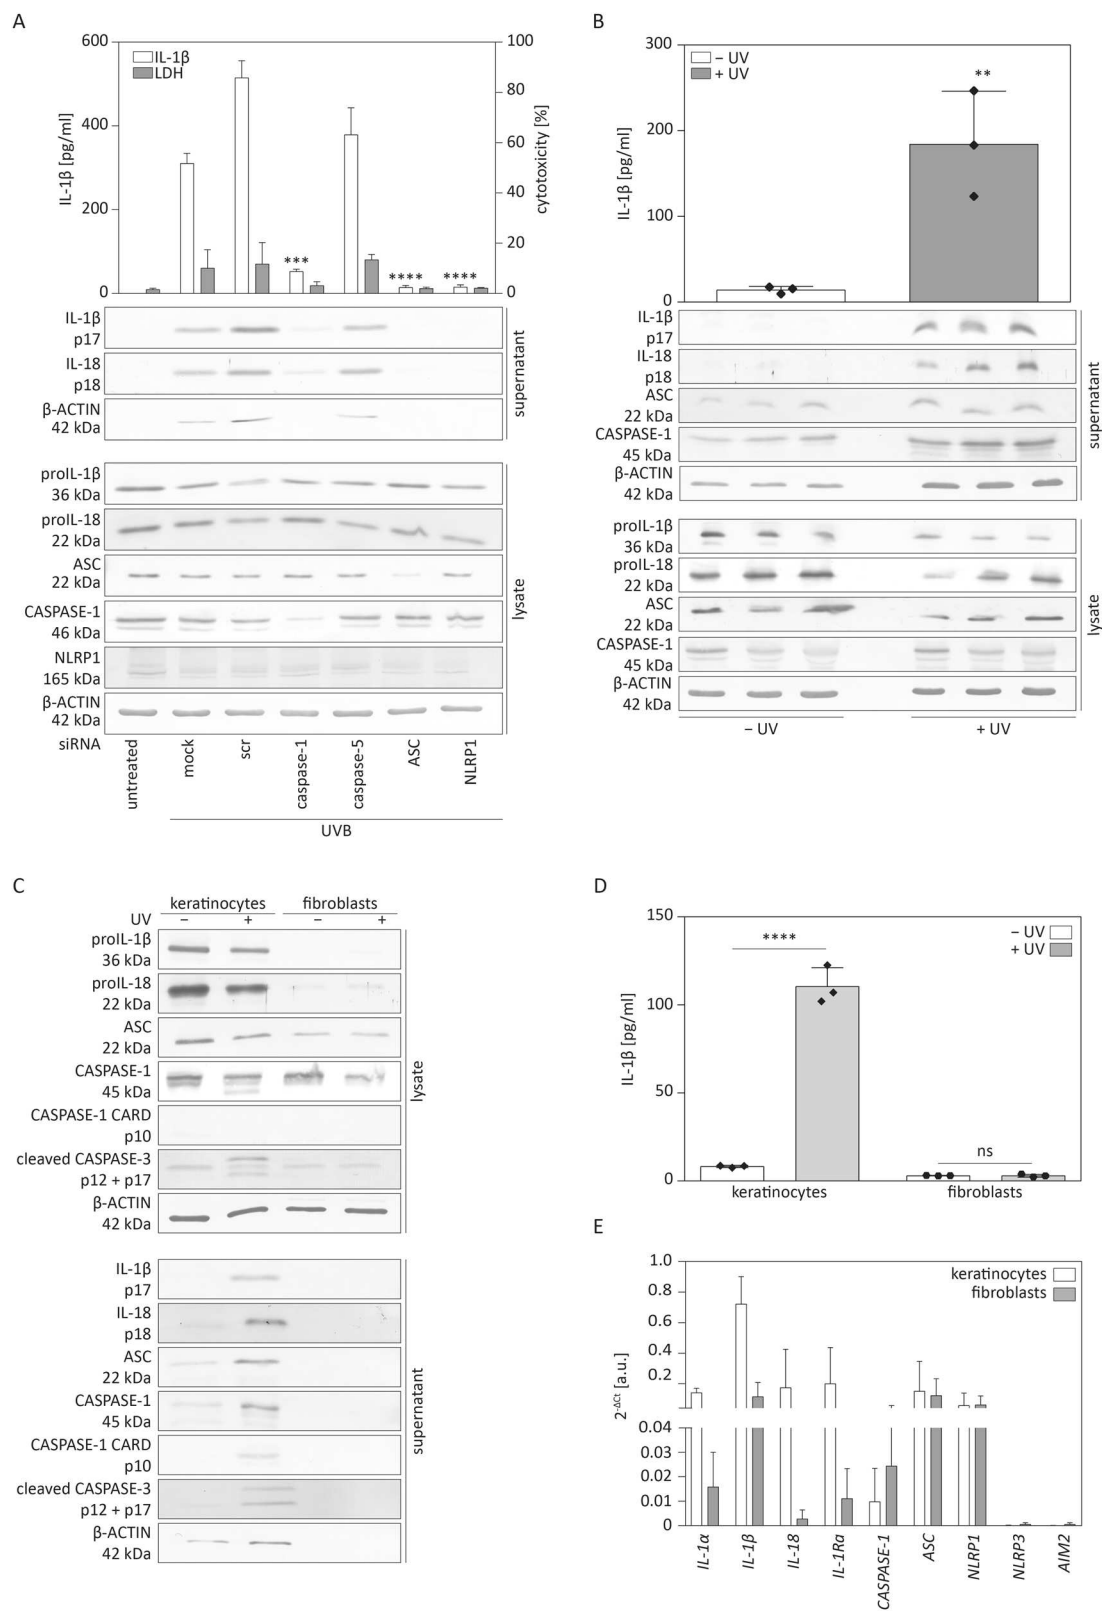 A
600
400
200
0
IL-1β [pg/ml]
IL-1β
LDH
***
****
****
100
80
60
40
20
0
cytotoxicity [%]
IL-1β
p17
IL-18
p18
β-ACTIN
42 kDa
supernatant
proIL-1β
36 kDa
proIL-18
22 kDa
ASC
22 kDa
CASPASE-1
46 kDa
NLRP1
165 kDa
β-ACTIN
42 kDa
lysate
siRNA
untreated
mock
scr
caspase-1
caspase-5
ASC
NLRP1
UVB
B
300
200
100
0
IL-1β [pg/ml]
– UV
+ UV
**
IL-1β
p17
IL-18
p18
ASC
22 kDa
CASPASE-1
45 kDa
β-ACTIN
42 kDa
supernatant
proIL-1β
36 kDa
proIL-18
22 kDa
ASC
22 kDa
CASPASE-1
45 kDa
β-ACTIN
42 kDa
lysate
– UV
+ UV
C
keratinocytes fibroblasts
UV – + – +
proIL-1β
36 kDa
proIL-18
22 kDa
ASC
22 kDa
CASPASE-1
45 kDa
CASPASE-1 CARD
p10
cleaved CASPASE-3
p12 + p17
β-ACTIN
42 kDa
lysate
IL-1β
p17
IL-18
p18
ASC
22 kDa
CASPASE-1
45 kDa
CASPASE-1 CARD
p10
cleaved CASPASE-3
p12 + p17
β-ACTIN
42 kDa
supernatant
D
150
100
50
0
IL-1β [pg/ml]
– UV
+ UV
****
ns
keratinocytes
fibroblasts
E
1.0
0.8
0.6
0.4
0.2
0.04
0.03
0.02
0.01
0
2-ΔCt [a.u.]
keratinocytes
fibroblasts
IL-1α
IL-1β
IL-18
IL-1Rα
CASPASE-1
ASC
NLRP1
NLRP3
AIM2